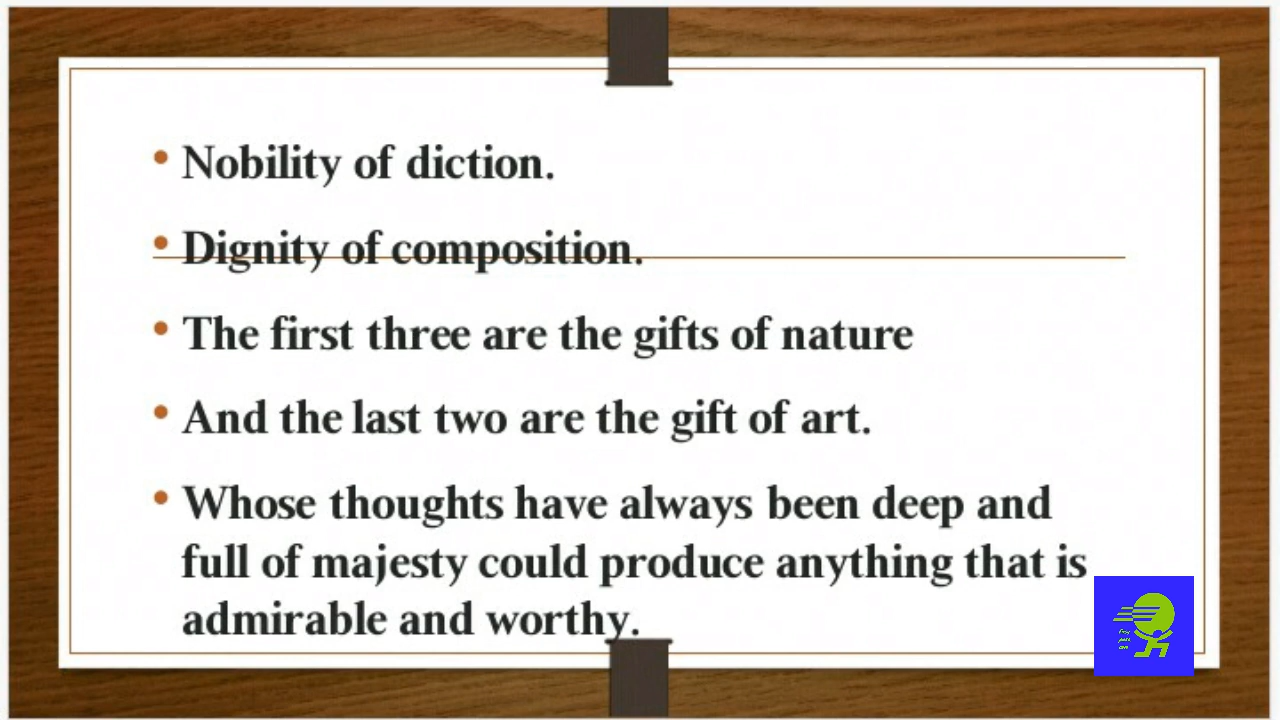 • Nobility of diction.
• Dignity of composition.
• The first three are the gifts of nature
• And the last two are the gift of art.
• Whose thoughts have always been deep and
full of majesty could produce anything that is
admirable and worthy.